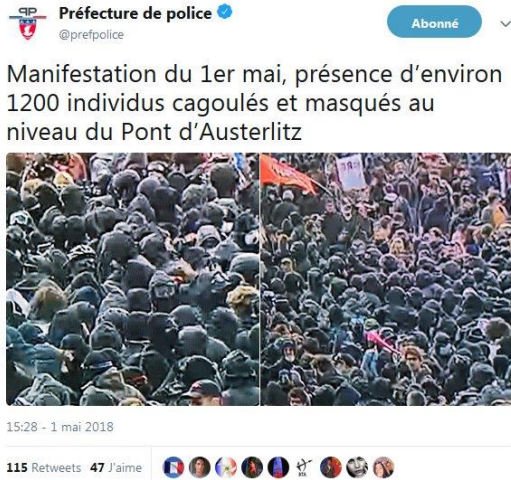 Préfecture de police
@prefpolice
Abonné
Manifestation du 1er mai, présence d’environ
1200 individus cagoulés et masqués au
niveau du Pont d’Austerlitz
15:28 - 1 mai 2018
115 Retweets 47 J'aime